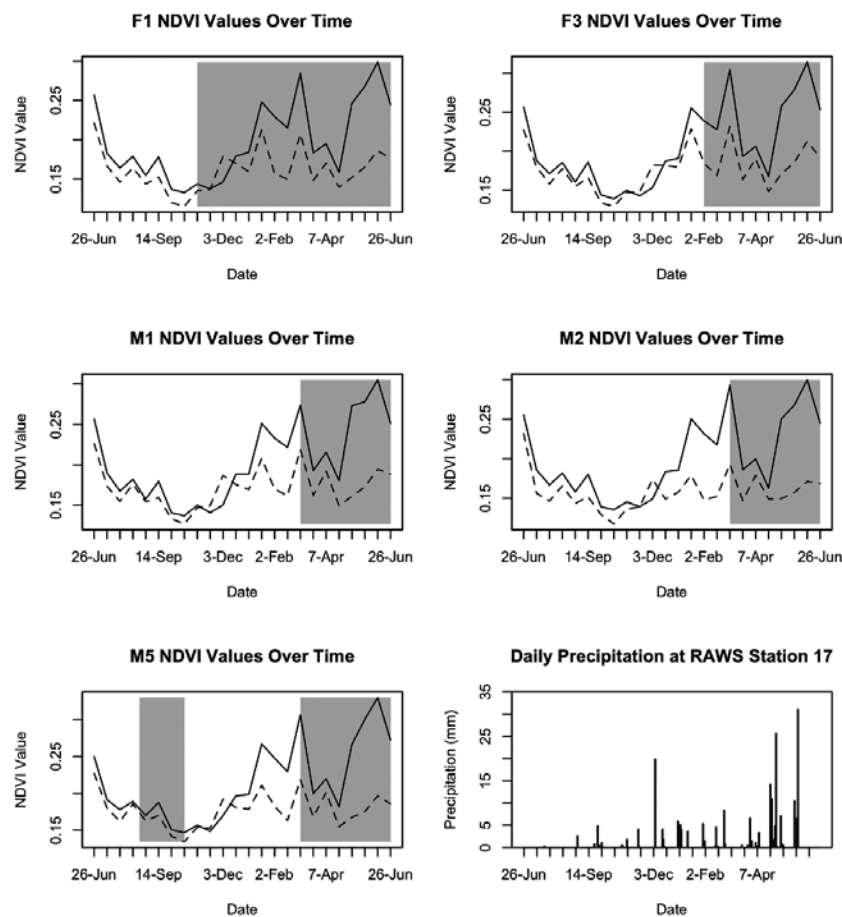 F1 NDVI Values Over Time
NDVI Value
0.25
0.15
26-Jun 14-Sep 3-Dec 2-Feb 7-Apr 26-Jun
Date
F3 NDVI Values Over Time
NDVI Value
0.25
0.15
26-Jun 14-Sep 3-Dec 2-Feb 7-Apr 26-Jun
Date
M1 NDVI Values Over Time
NDVI Value
0.25
0.15
26-Jun 14-Sep 3-Dec 2-Feb 7-Apr 26-Jun
Date
M2 NDVI Values Over Time
NDVI Value
0.25
0.15
26-Jun 14-Sep 3-Dec 2-Feb 7-Apr 26-Jun
Date
M5 NDVI Values Over Time
NDVI Value
0.25
0.15
26-Jun 14-Sep 3-Dec 2-Feb 7-Apr 26-Jun
Date
Daily Precipitation at RAWS Station 17
Precipitation (mm)
35
25
15
5
0
26-Jun 14-Sep 3-Dec 2-Feb 7-Apr
Date